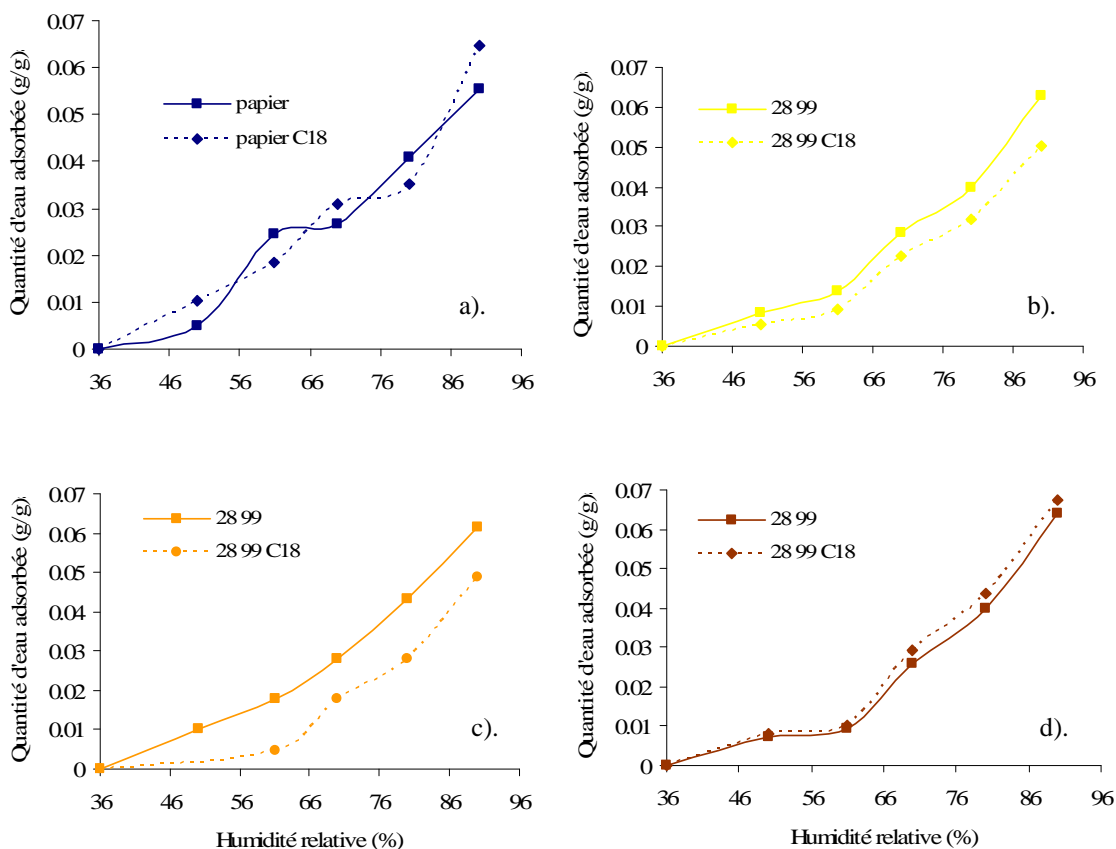 Quantité d'eau adsorbée (g/g)
0.07
0.06
0.05
0.04
0.03
0.02
0.01
0
papier
papier C18
a).
36 46 56 66 76 86 96
Quantité d'eau adsorbée (g/g)
0.07
0.06
0.05
0.04
0.03
0.02
0.01
0
28 99
28 99 C18
b).
36 46 56 66 76 86 96
Quantité d'eau adsorbée (g/g)
0.07
0.06
0.05
0.04
0.03
0.02
0.01
0
28 99
28 99 C18
c).
36 46 56 66 76 86 96
Humidité relative (%)
Quantité d'eau adsorbée (g/g)
0.07
0.06
0.05
0.04
0.03
0.02
0.01
0
28 99
28 99 C18
d).
36 46 56 66 76 86 96
Humidité relative (%)